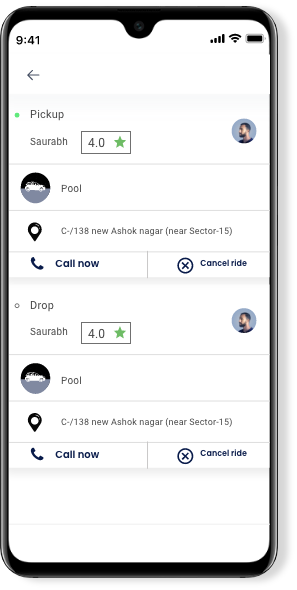 9:41
Pickup
Saurabh 4.0
Pool
C-/138 new Ashok nagar (near Sector-15)
Call now Cancel ride
Drop
Saurabh 4.0
Pool
C-/138 new Ashok nagar (near Sector-15)
Call now Cancel ride